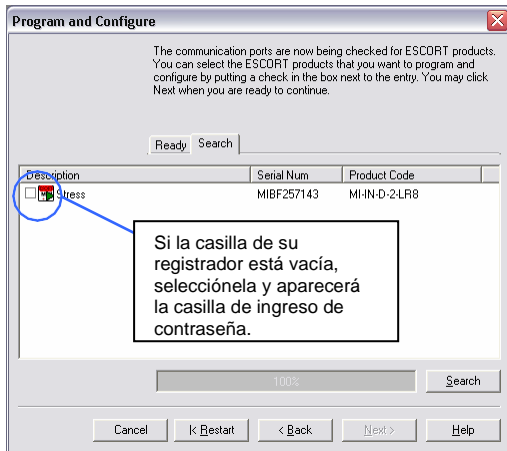 Program and Configure
The communication ports are now being checked for ESCORT products.
You can select the ESCORT products that you want to program and
configure by putting a check in the box next to the entry. You may click
Next when you are ready to continue.
Ready Search
Description Serial Num Product Code
Stress MIBF257143 MI-IN-D-2-LR8
Si la casilla de su
registrador está vacía,
selecciónela y aparecerá
la casilla de ingreso de
contraseña.
100% Search
Cancel |< Restart < Back Next > Help